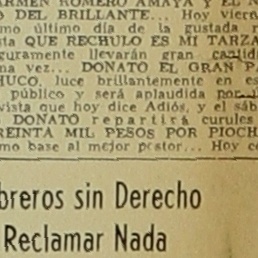 ARMEN ROMERO AMAYA Y EL N
DEL BRILLANTE... Hoy viern
mo último día de la gustada r
sta QUE RECHULO ES MI TARZA
guramente llevarán gran canti
na vez... DONATO EL GRAN P
HUCO, luce brillantemente en es
público y será aplaudida por
vista que hoy dice Adiós, y el sáb
DONATO repartirá curules
REINTA MIL PESOS POR PIOCH
mo base al mejor postor... Hoy c
breros sin Derecho
Reclamar Nada